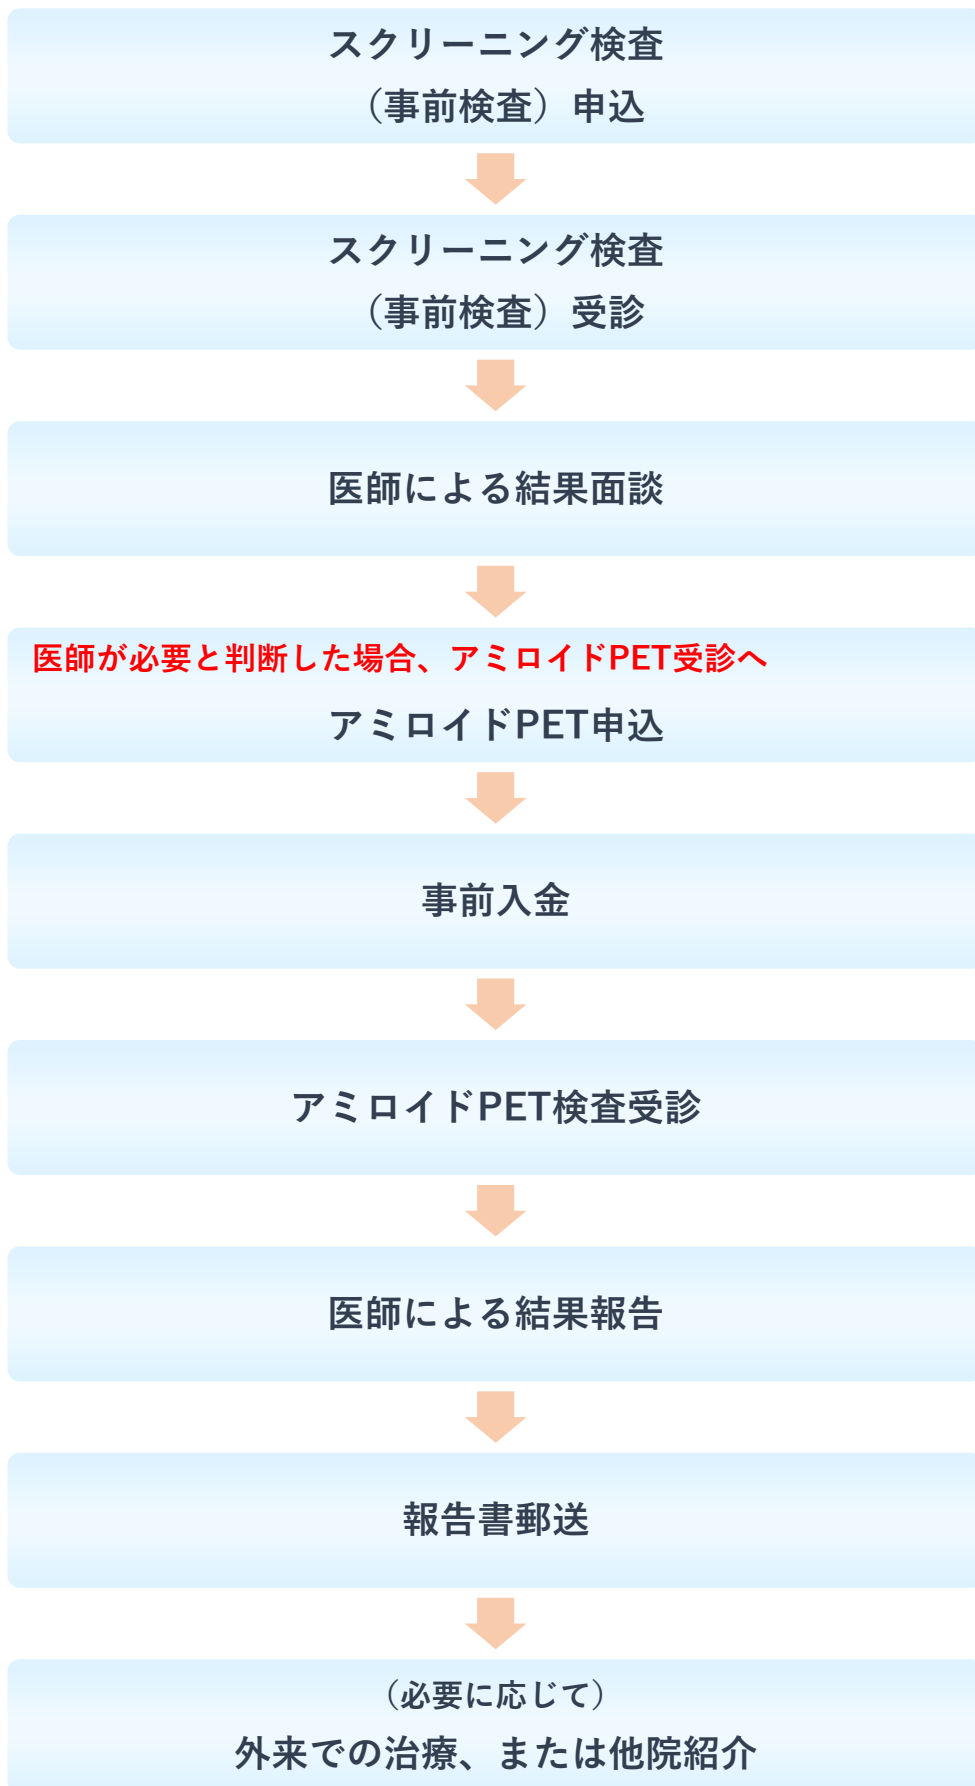 スクリーニング検査
（事前検査）申込
スクリーニング検査
（事前検査）受診
医師による結果面談
医師が必要と判断した場合、アミロイドPET受診へ
アミロイドPET申込
事前入金
アミロイドPET検査受診
医師による結果報告
報告書郵送
（必要に応じて）
外来での治療、または他院紹介